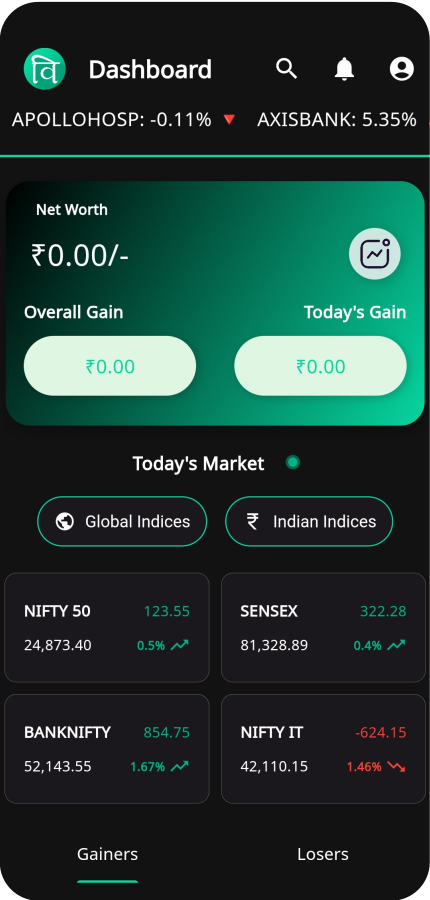 वि Dashboard
APOLLOHOSP: -0.11% AXISBANK: 5.35%
Net Worth
₹0.00/-
Overall Gain Today's Gain
₹0.00 ₹0.00
Today's Market
Global Indices ₹ Indian Indices
NIFTY 50 123.55 SENSEX 322.28
24,873.40 0.5% 81,328.89 0.4%
BANKNIFTY 854.75 NIFTY IT -624.15
52,143.55 1.67% 42,110.15 1.46%
Gainers Losers